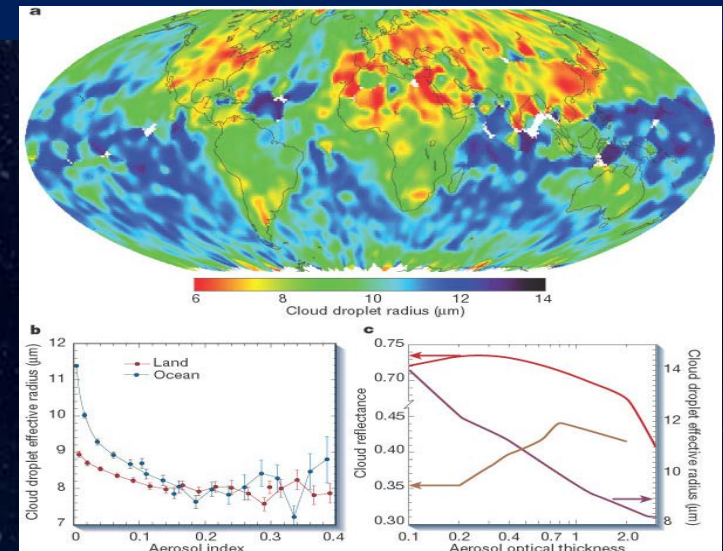 a
6 8 10 12 14
Cloud droplet radius (µm)
b
Cloud droplet effective radius (µm)
12
11
10
9
8
7
Land
Ocean
0 0.1 0.2 0.3 0.4
Aerosol index
c
Cloud reflectance
0.75
0.70
0.45
0.40
0.35
0.30
14
12
10
8
Cloud droplet effective radius (µm)
0.1 0.2 0.4 0.7 1 2.0
Aerosol optical thickness